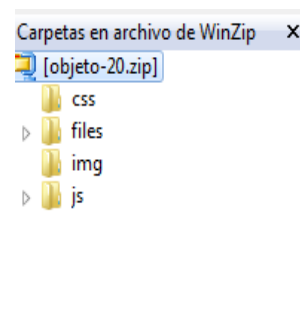 Carpetas en archivo de WinZip x
[objeto-20.zip]
css
files
img
js